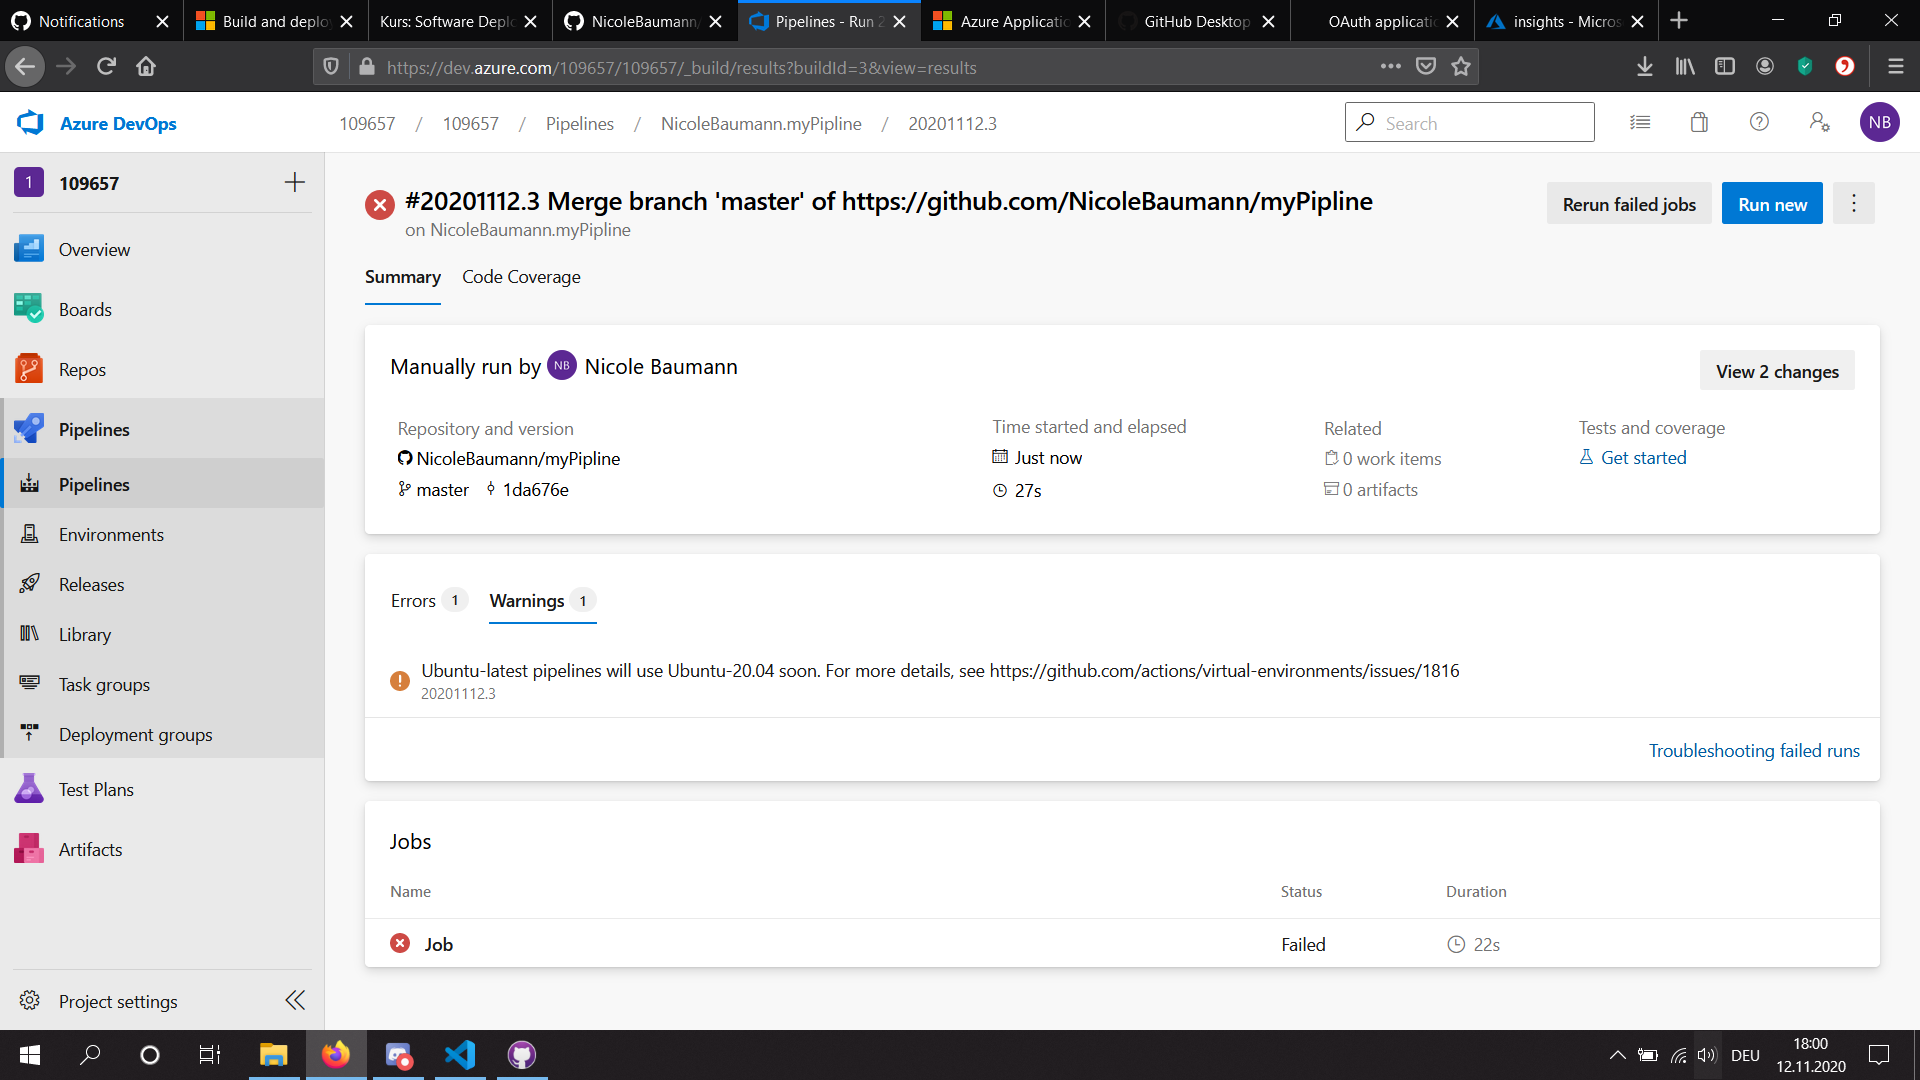 Notifications
Build and deploy
Kurs: Software Deplo
NicoleBaumann/
Pipelines - Run 2
Azure Applicatio
GitHub Desktop
OAuth applicatio
insights - Micros
https://dev.azure.com/109657/109657/_build/results?buildId=3&view=results
Azure DevOps
109657 / 109657 / Pipelines / NicoleBaumann.myPipline / 20201112.3
Search
NB
1 109657
Overview
Boards
Repos
Pipelines
Pipelines
Environments
Releases
Library
Task groups
Deployment groups
Test Plans
Artifacts
Project settings
#20201112.3 Merge branch 'master' of https://github.com/NicoleBaumann/myPipline
on NicoleBaumann.myPipline
Rerun failed jobs
Run new
Summary
Code Coverage
Manually run by NB Nicole Baumann
View 2 changes
Repository and version
NicoleBaumann/myPipline
master 1da676e
Time started and elapsed
Just now
27s
Related
0 work items
0 artifacts
Tests and coverage
Get started
Errors 1
Warnings 1
Ubuntu-latest pipelines will use Ubuntu-20.04 soon. For more details, see https://github.com/actions/virtual-environments/issues/1816
20201112.3
Troubleshooting failed runs
Jobs
Name Status Duration
Job Failed 22s
DEU
18:00
12.11.2020